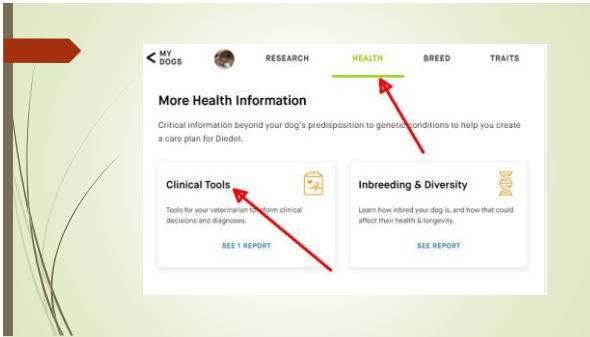 < MY DOGS RESEARCH HEALTH BREED TRAITS
More Health Information
Critical information beyond your dog's predisposition to genetic conditions to help you create
a care plan for Diedel.
Clinical Tools
Tools for your veterinarian to inform clinical
decisions and diagnoses.
SEE 1 REPORT
Inbreeding & Diversity
Learn how inbred your dog is, and how that could
affect their health & longevity.
SEE REPORT